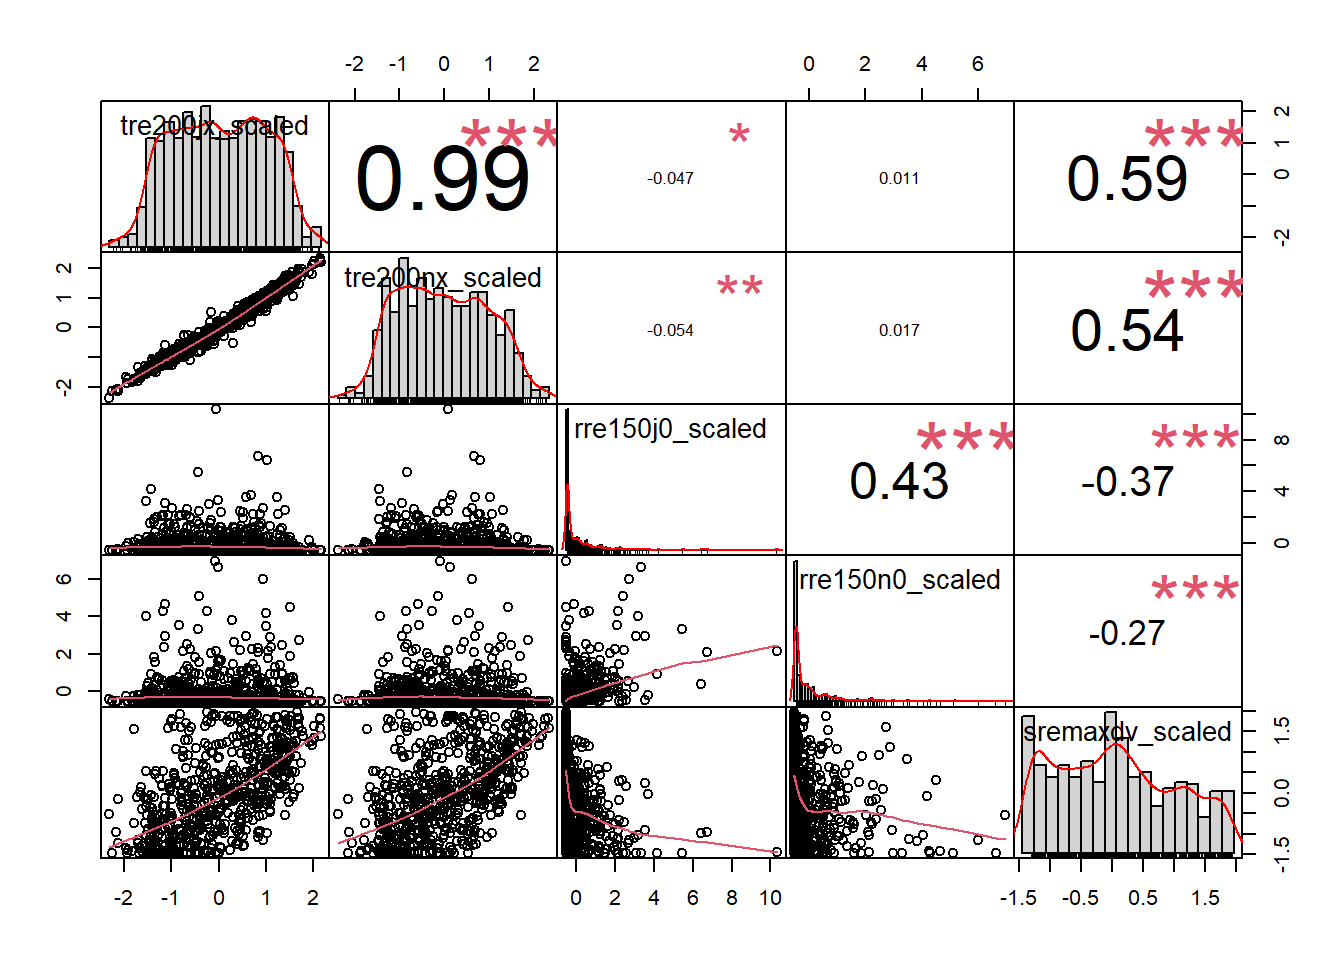 -2 -1 0 1 2 0 2 4 6
tre200jx_scaled *** 0.99 * -0.047 0.011 *** 0.59 -2 0 1 2
-2 0 1 2 tre200nx_scaled ** -0.054 0.017 *** 0.54
rre150j0_scaled *** 0.43 *** -0.37 0 4 8
0 2 4 6 rre150n0_scaled *** -0.27
sremaxdv_scaled -1.5 0.0 1.5
-2 -1 0 1 2 0 2 4 6 8 10 -1.5 -0.5 0.5 1.5